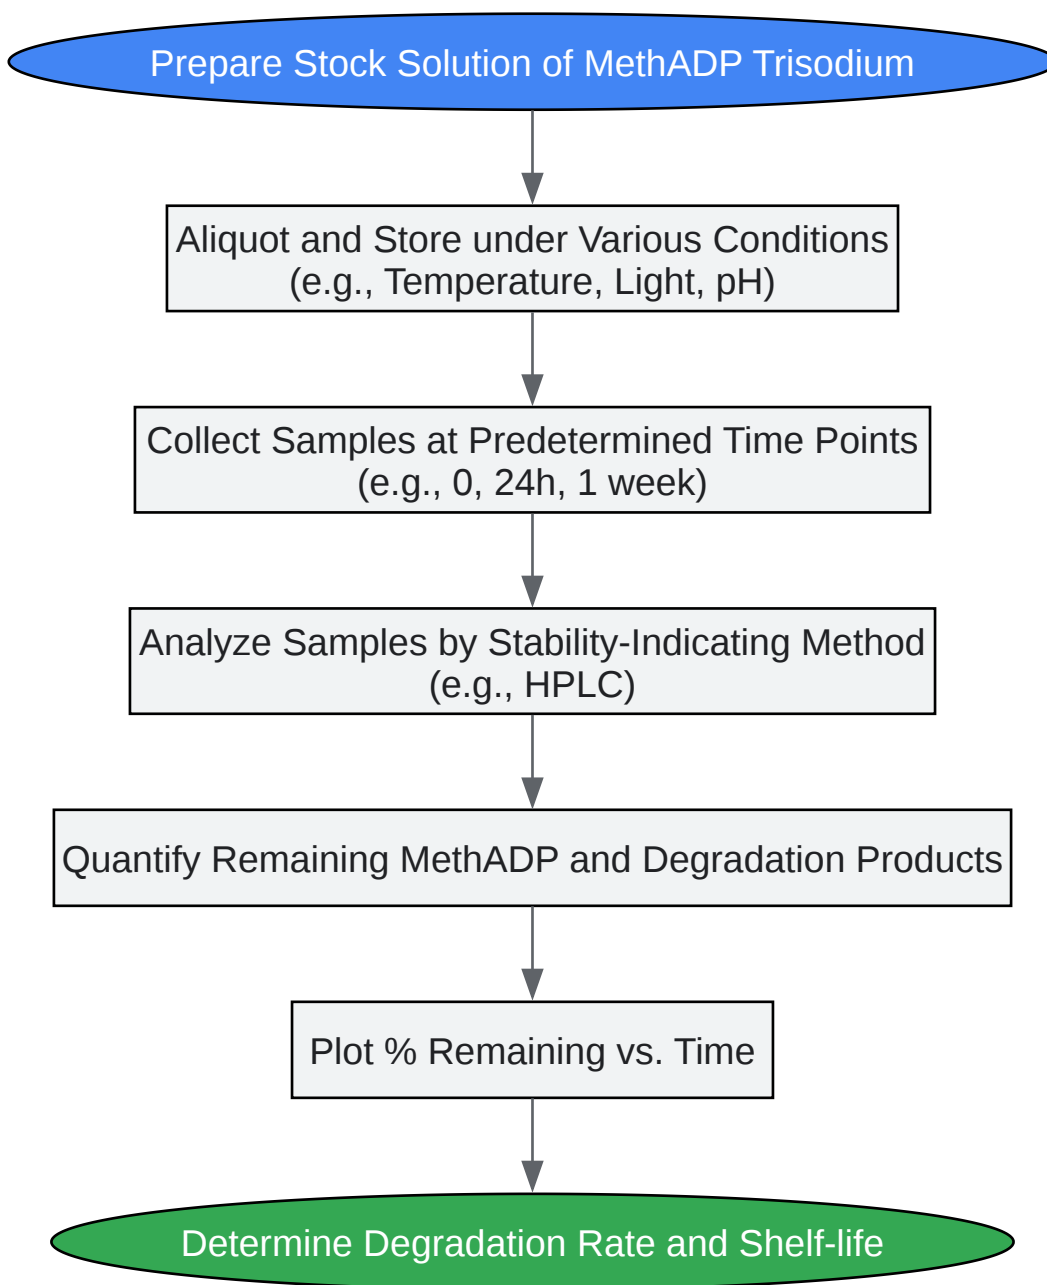 Prepare Stock Solution of MethADP Trisodium
Aliquot and Store under Various Conditions
(e.g., Temperature, Light, pH)
Collect Samples at Predetermined Time Points
(e.g., 0, 24h, 1 week)
Analyze Samples by Stability-Indicating Method
(e.g., HPLC)
Quantify Remaining MethADP and Degradation Products
Plot % Remaining vs. Time
Determine Degradation Rate and Shelf-life